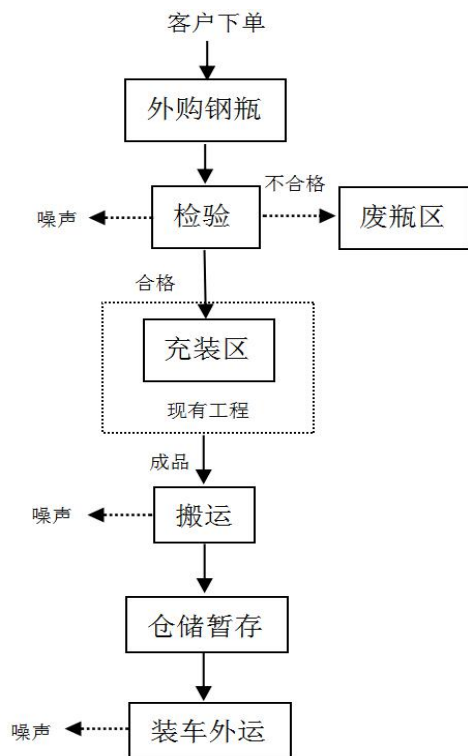 客户下单
外购钢瓶
不合格
噪声
检验
废瓶区
合格
充装区
现有工程
成品
噪声
搬运
仓储暂存
噪声
装车外运